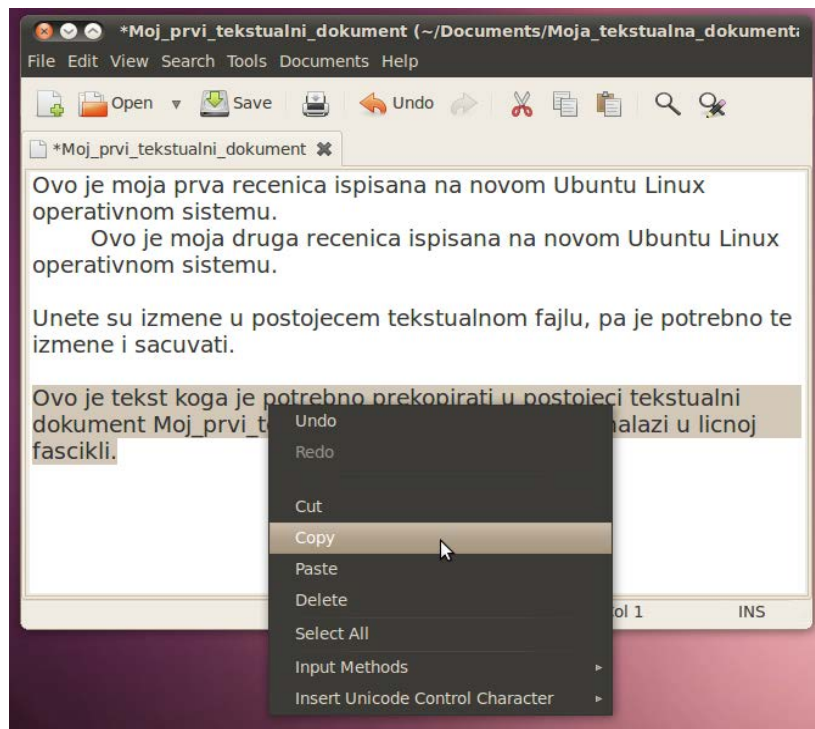 *Moj_prvi_tekstualni_dokument (~/Documents/Moja_tekstualna_dokumenta
File Edit View Search Tools Documents Help
Open Save Undo
*Moj_prvi_tekstualni_dokument
Ovo je moja prva recenica ispisana na novom Ubuntu Linux
operativnom sistemu.
Ovo je moja druga recenica ispisana na novom Ubuntu Linux
operativnom sistemu.
Unete su izmene u postojecem tekstualnom fajlu, pa je potrebno te
izmene i sacuvati.
Ovo je tekst koga je potrebno prekopirati u postojeci tekstualni
dokument Moj_prvi_t nalazi u licnoj
fascikli.
Undo
Redo
Cut
Copy
Paste
Delete
Select All
Input Methods
Insert Unicode Control Character
Col 1 INS